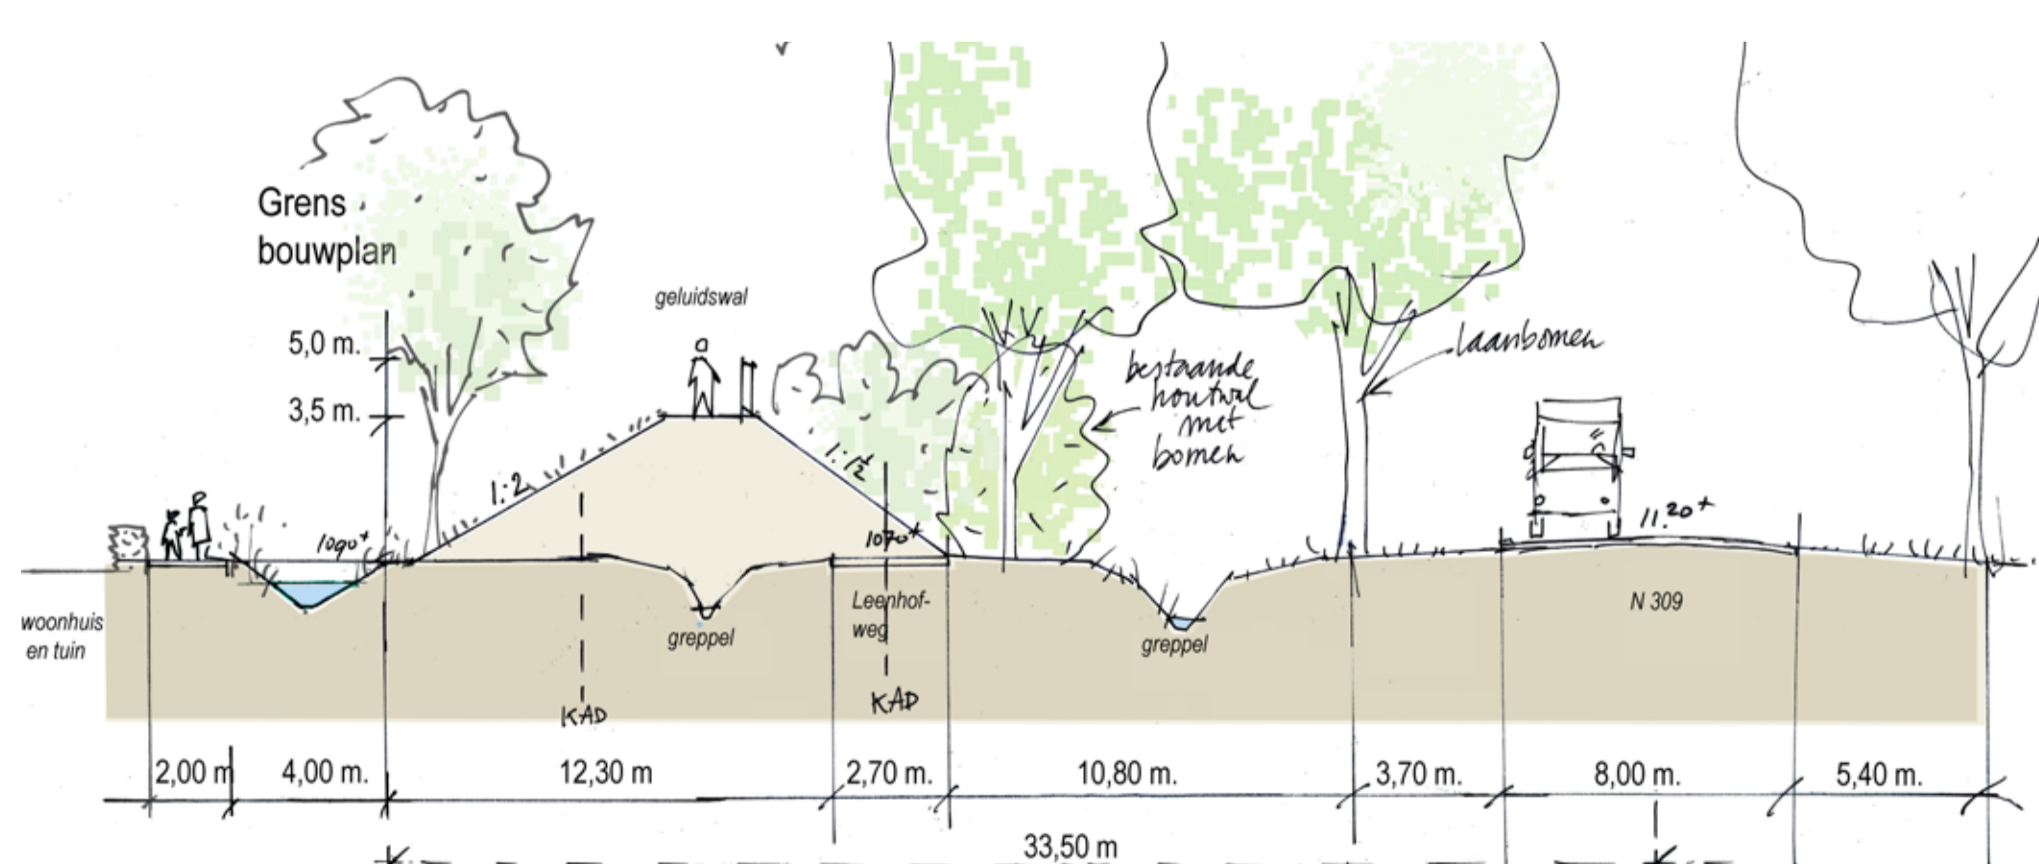 Grens
bouwplan
5,0 m.
3,5 m.
geluidswal
1:2
1:1½
bestaande
houtwal
met
bomen
laanbomen
1090+
1070+
11.20+
woonhuis
en tuin
greppel
Leenhof-
weg
greppel
N 309
KAD
KAD
2,00 m
4,00 m.
12,30 m
2,70 m.
10,80 m.
3,70 m.
8,00 m.
5,40 m.
33,50 m